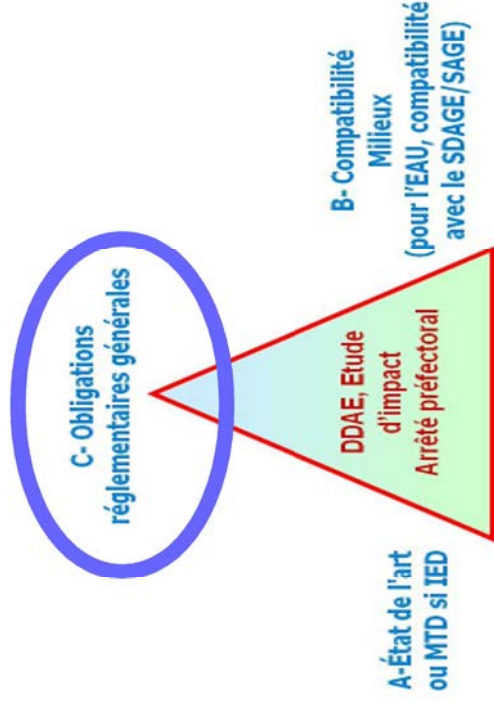 C- Obligations
réglementaires générales
DDAE, Etude
d'impact
Arrêté préfectoral
A-État de l'art
ou MTD si IED
B- Compatibilité
Milieux
(pour l'EAU, compatibilité
avec le SDAGE/SAGE)